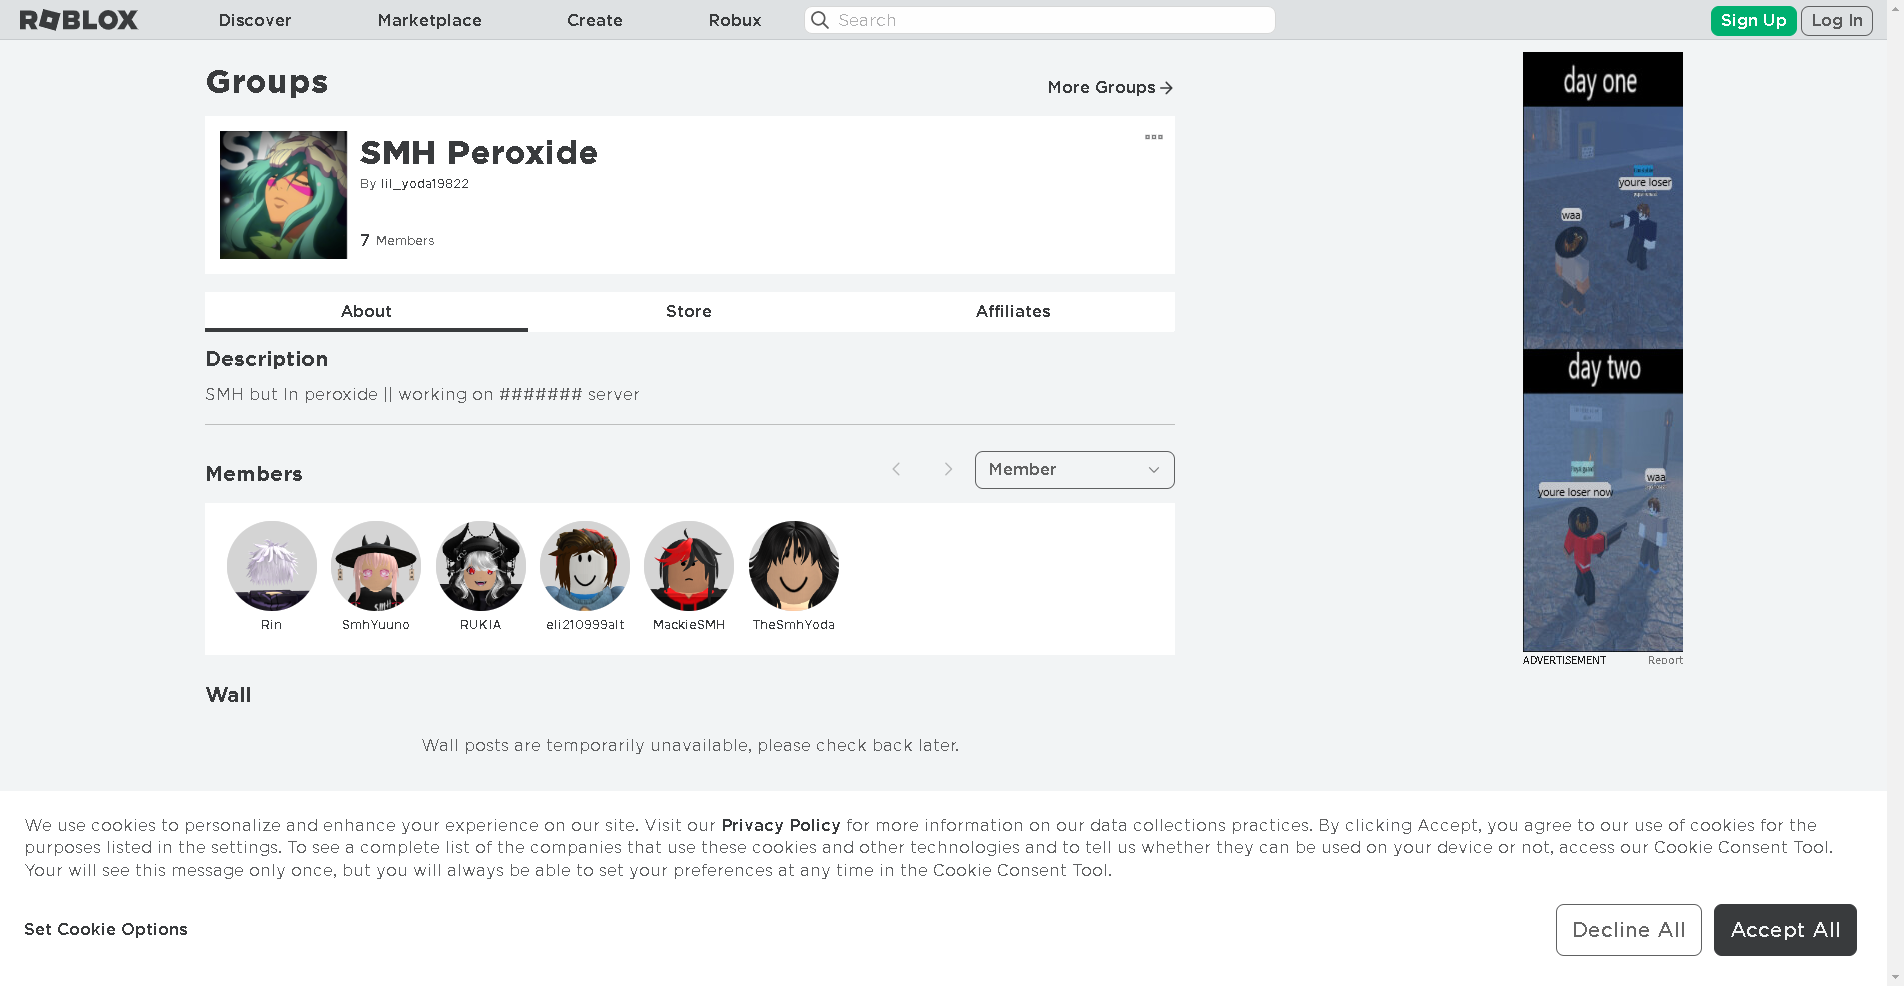 ROBLOX
Discover
Marketplace
Create
Robux
Search
Sign Up
Log In
Groups
More Groups
SMH
SMH Peroxide
By lil_yoda19822
7 Members
About
Store
Affiliates
Description
SMH but In peroxide || working on ####### server
Members
Member
Rin
SmhYuuno
RUKIA
eli210999alt
MackieSMH
TheSmhYoda
Wall
Wall posts are temporarily unavailable, please check back later.
day one
youre loser
waa
day two
waa
youre loser now
ADVERTISEMENT
Report
We use cookies to personalize and enhance your experience on our site. Visit our Privacy Policy for more information on our data collections practices. By clicking Accept, you agree to our use of cookies for the
purposes listed in the settings. To see a complete list of the companies that use these cookies and other technologies and to tell us whether they can be used on your device or not, access our Cookie Consent Tool.
Your will see this message only once, but you will always be able to set your preferences at any time in the Cookie Consent Tool.
Set Cookie Options
Decline All
Accept All